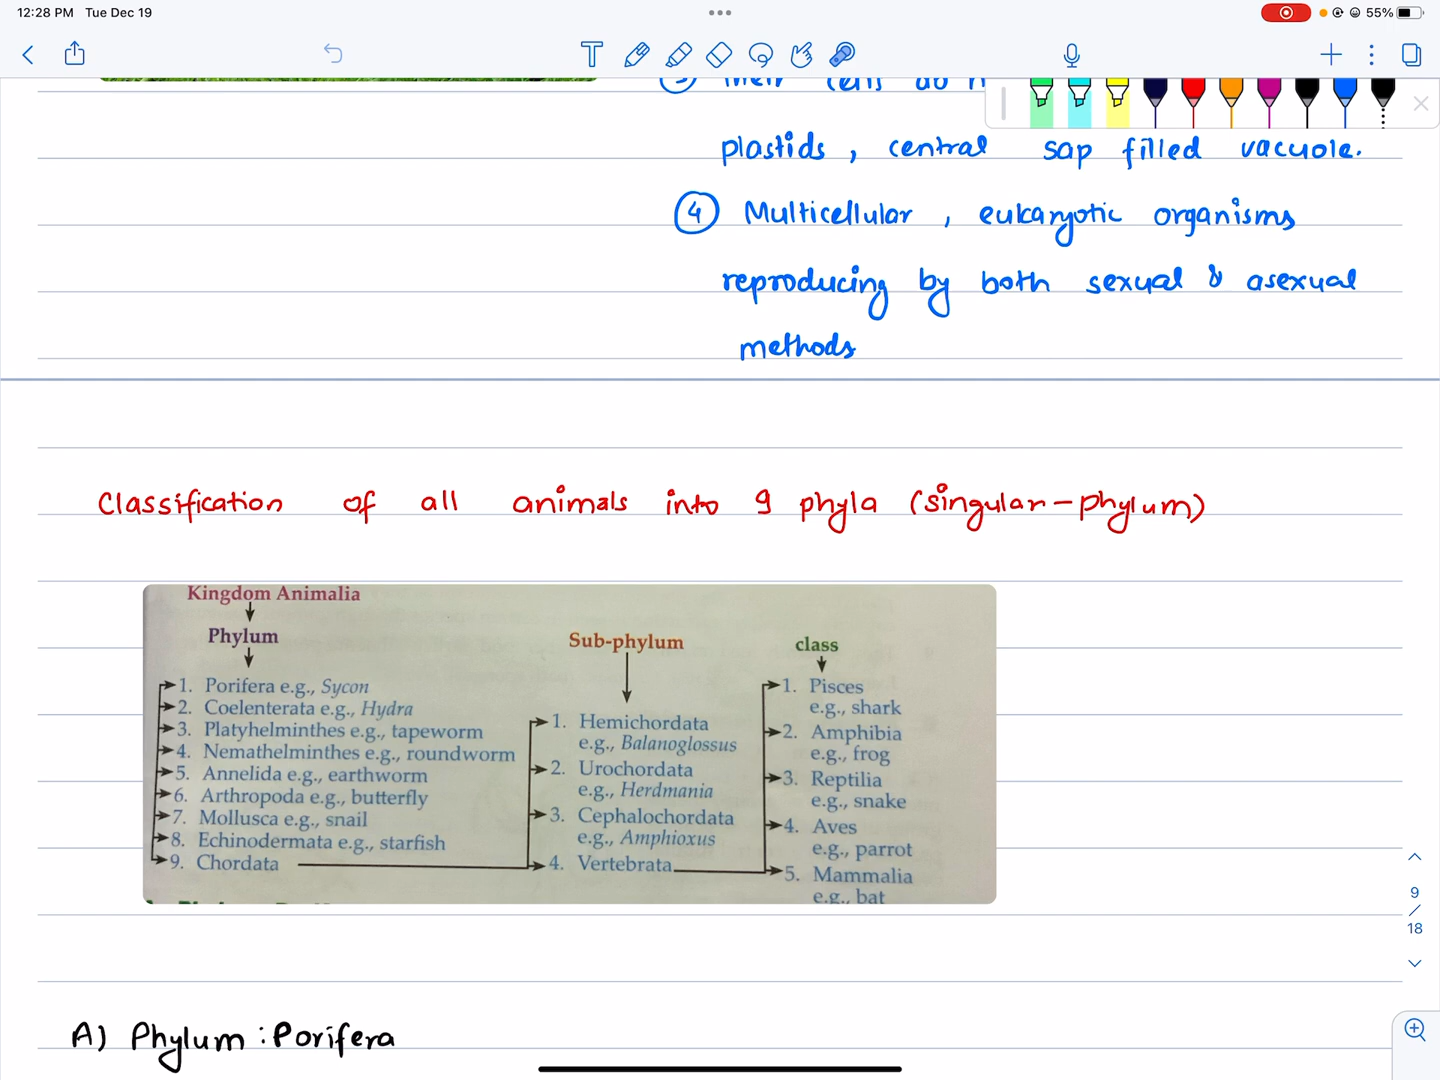 12:28 PM Tue Dec 19
55%
plastids, central sap filled vacuole.
4 Multicellular, eukaryotic organisms
reproducing by both sexual & asexual
methods
Classification of all animals into 9 phyla (singular-phylum)
Kingdom Animalia
Phylum
1. Porifera e.g., Sycon
2. Coelenterata e.g., Hydra
3. Platyhelminthes e.g., tapeworm
4. Nemathelminthes e.g., roundworm
5. Annelida e.g., earthworm
6. Arthropoda e.g., butterfly
7. Mollusca e.g., snail
8. Echinodermata e.g., starfish
9. Chordata
Sub-phylum
1. Hemichordata
e.g., Balanoglossus
2. Urochordata
e.g., Herdmania
3. Cephalochordata
e.g., Amphioxus
4. Vertebrata
class
1. Pisces
e.g., shark
2. Amphibia
e.g., frog
3. Reptilia
e.g., snake
4. Aves
e.g., parrot
5. Mammalia
e.g., bat
9
/
18
A) Phylum : Porifera